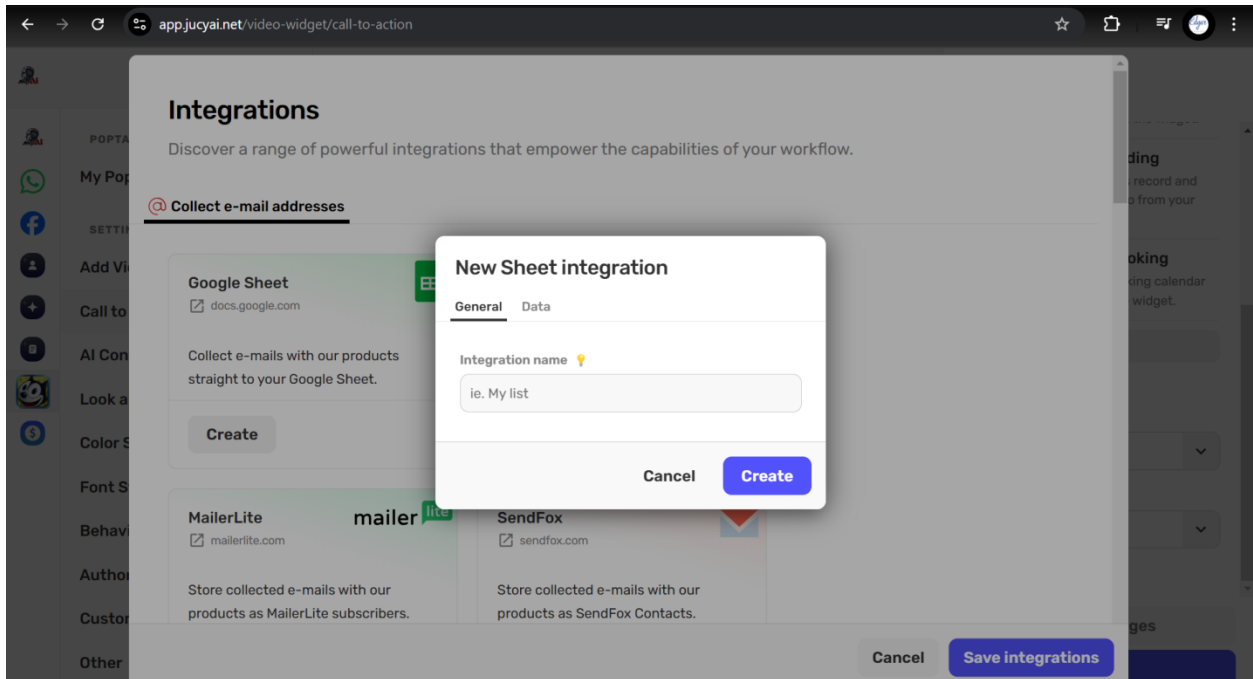 app.jucyai.net/video-widget/call-to-action
Integrations
Discover a range of powerful integrations that empower the capabilities of your workflow.
POPTA
My Pop
Collect e-mail addresses
SETTIN
Add Vi
Call to
AI Con
Look a
Color S
Font S
Behavi
Author
Custom
Other
Google Sheet
docs.google.com
Collect e-mails with our products
straight to your Google Sheet.
Create
New Sheet integration
General Data
Integration name
ie. My list
Cancel Create
MailerLite
mailerlite.com
mailer lite
Store collected e-mails with our
products as MailerLite subscribers.
SendFox
sendfox.com
Store collected e-mails with our
products as SendFox Contacts.
Cancel Save integrations
ding
record and
o from your
oking
king calendar
widget.
ges